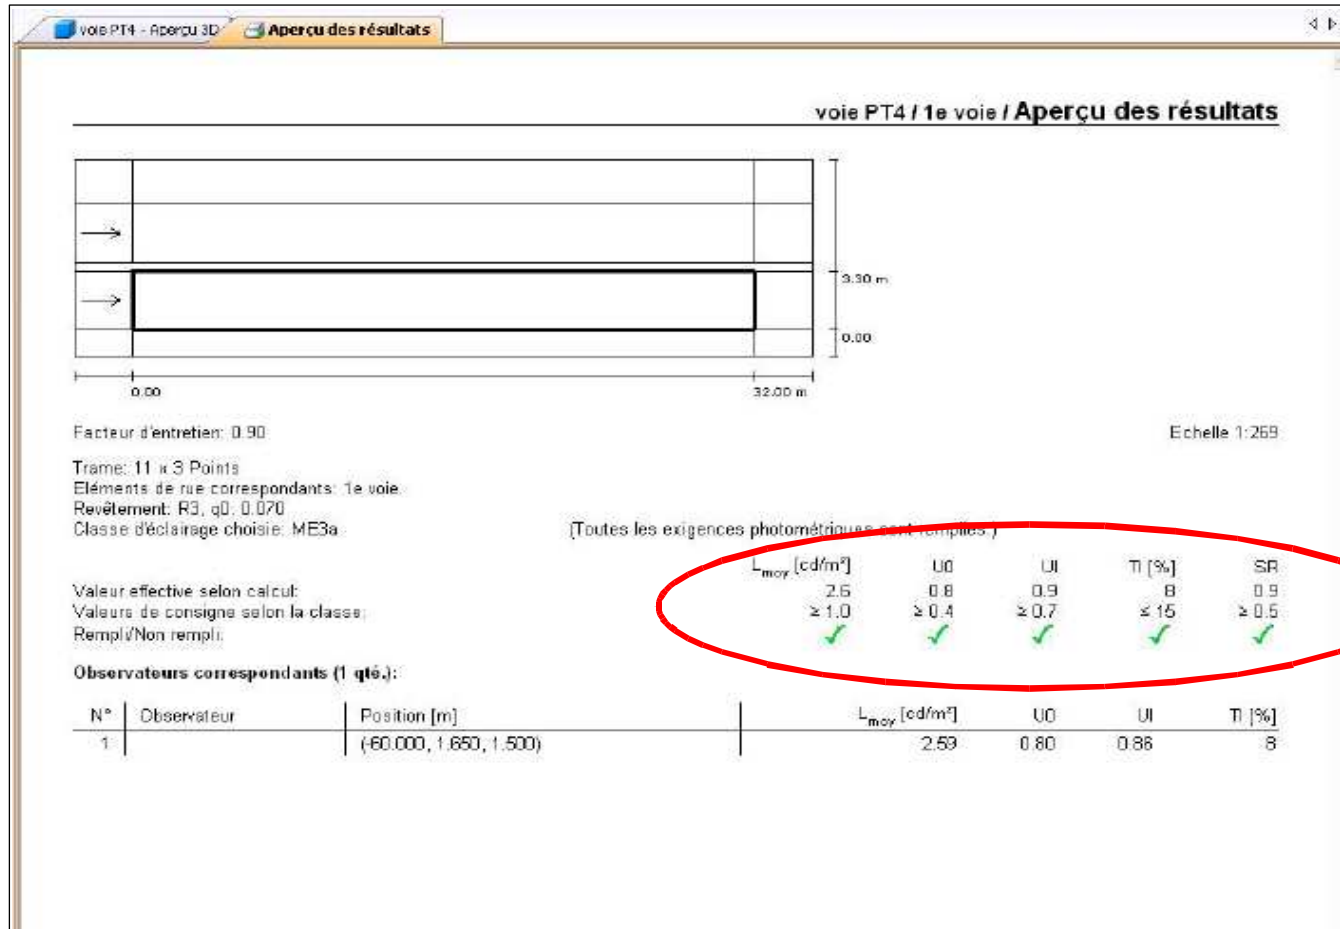 voie PT4 - Aperçu 3D
Aperçu des résultats
voie PT4 / 1e voie / Aperçu des résultats
3.30 m
0.00
0.00
32.00 m
Facteur d'entretien: 0.90
Echelle 1:269
Trame: 11 x 3 Points
Eléments de rue correspondants: 1e voie.
Revêtement: R3, q0: 0.070
Classe d'éclairage choisie: ME3a
(Toutes les exigences photométriques sont remplies.)
Lmoy [cd/m²] U0 UI TI [%] SR
Valeur effective selon calcul: 2.6 0.8 0.9 8 0.9
Valeurs de consigne selon la classe: ≥ 1.0 ≥ 0.4 ≥ 0.7 ≤ 15 ≥ 0.5
Rempli/Non rempli: ✓ ✓ ✓ ✓ ✓
Observateurs correspondants (1 qté.):
N° Observateur Position [m] Lmoy [cd/m²] U0 UI TI [%]
1 (-60.000, 1.650, 1.500) 2.59 0.80 0.86 8